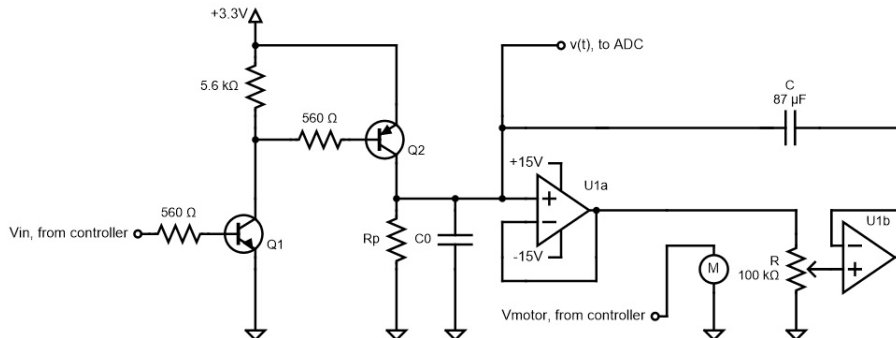 +3.3V
v(t), to ADC
C
87 µF
5.6 kΩ
560 Ω
Q2
+15V
U1a
U1b
560 Ω
Vin, from controller
Q1
Rp
C0
-15V
M
R
100 kΩ
Vmotor, from controller